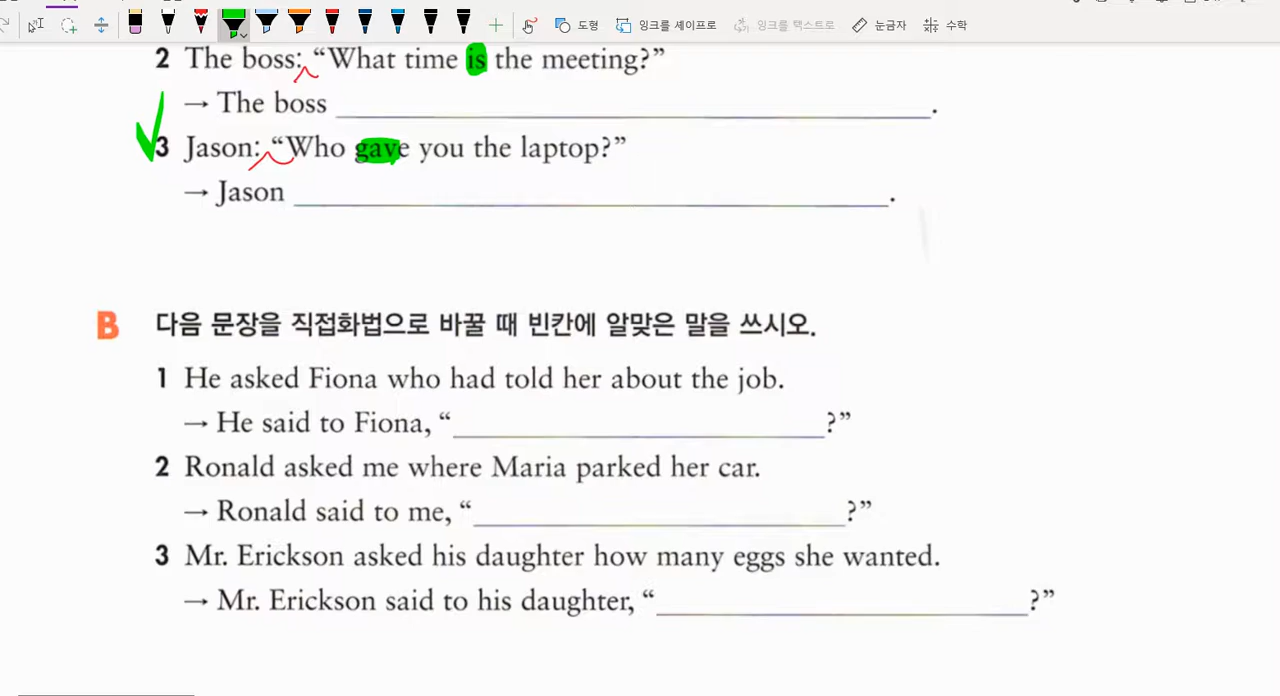 도형
잉크를 셰이프로
잉크를 텍스트로
눈금자
수학
2 The boss: “What time is the meeting?”
→ The boss .
3 Jason: “Who gave you the laptop?”
→ Jason .
B 다음 문장을 직접화법으로 바꿀 때 빈칸에 알맞은 말을 쓰시오.
1 He asked Fiona who had told her about the job.
→ He said to Fiona, “ ?”
2 Ronald asked me where Maria parked her car.
→ Ronald said to me, “ ?”
3 Mr. Erickson asked his daughter how many eggs she wanted.
→ Mr. Erickson said to his daughter, “ ?”